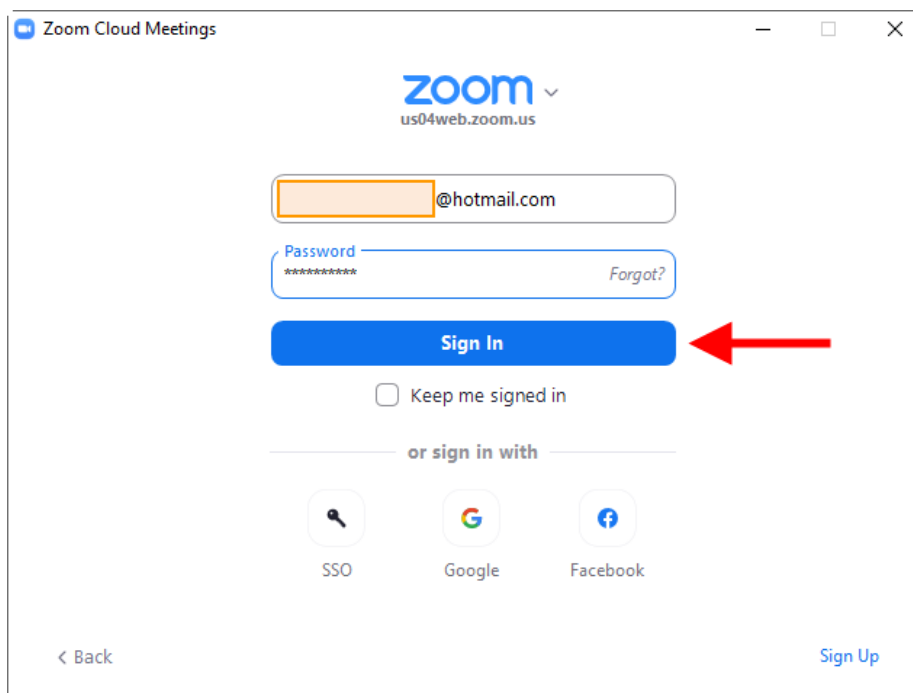 Zoom Cloud Meetings
zoom
us04web.zoom.us
@hotmail.com
Password
********** Forgot?
Sign In
Keep me signed in
or sign in with
SSO Google Facebook
< Back Sign Up